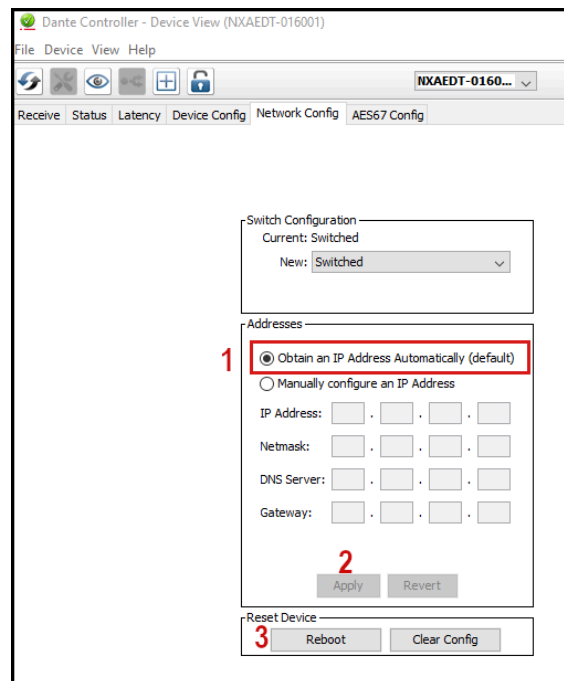 Dante Controller - Device View (NXAEDT-016001)
File Device View Help
NXAEDT-0160...
Receive Status Latency Device Config Network Config AES67 Config
Switch Configuration
Current: Switched
New: Switched
Addresses
1 Obtain an IP Address Automatically (default)
Manually configure an IP Address
IP Address: . . .
Netmask: . . .
DNS Server: . . .
Gateway: . . .
2
Apply Revert
Reset Device
3 Reboot Clear Config